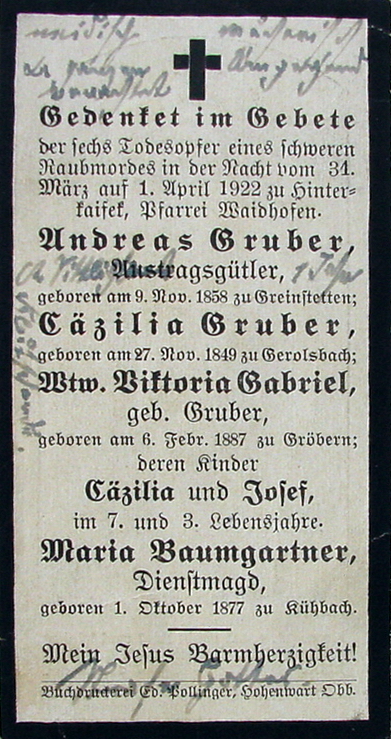 Gedenket im Gebete
der sechs Todesopfer eines schweren
Raubmordes in der Nacht vom 31.
März auf 1. April 1922 zu Hinter-
kaifek, Pfarrei Waidhofen.
Andreas Gruber,
Austragsgütler,
geboren am 9. Nov. 1858 zu Greinstetten;
Cäzilia Gruber,
geboren am 27. Nov. 1849 zu Gerolsbach;
Wtw. Viktoria Gabriel,
geb. Gruber,
geboren am 6. Febr. 1887 zu Gröbern;
deren Kinder
Cäzilia und Josef,
im 7. und 3. Lebensjahre.
Maria Baumgartner,
Dienstmagd,
geboren 1. Oktober 1877 zu Kühbach.
Mein Jesus Barmherzigkeit!
Buchdruckerei Ed. Pollinger, Hohenwart Obb.